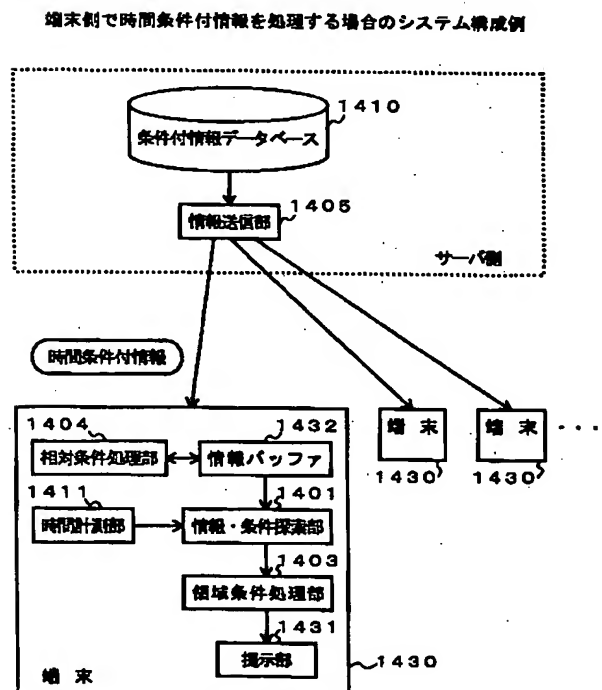 端末側で時間条件付情報を処理する場合のシステム構成例
1410
条件付情報データベース
1405
情報送信部
サーバ側
時間条件付情報
端末
1430
端末
1430
・・・
1404
相対条件処理部
1432
情報バッファ
1411
時間計測部
1401
情報・条件探索部
1403
領域条件処理部
1431
提示部
端末
1430